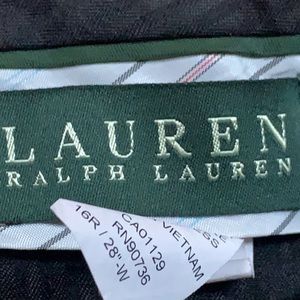 LAUREN
RALPH LAUREN
VIETNAM
CA01129
RN90736
16R / 28"-W